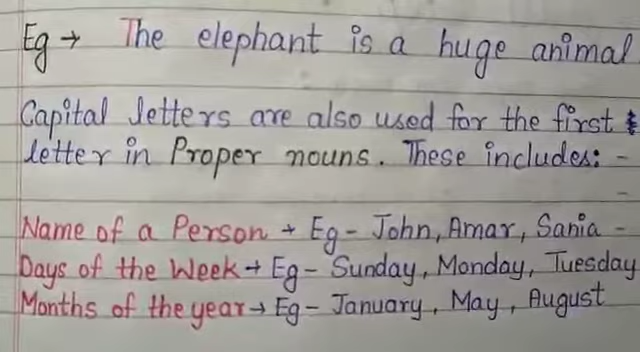 Eg → The elephant is a huge animal
Capital letters are also used for the first
letter in Proper nouns. These includes: -
Name of a Person → Eg - John, Amar, Sania -
Days of the Week → Eg - Sunday, Monday, Tuesday
Months of the year → Eg - January, May, August